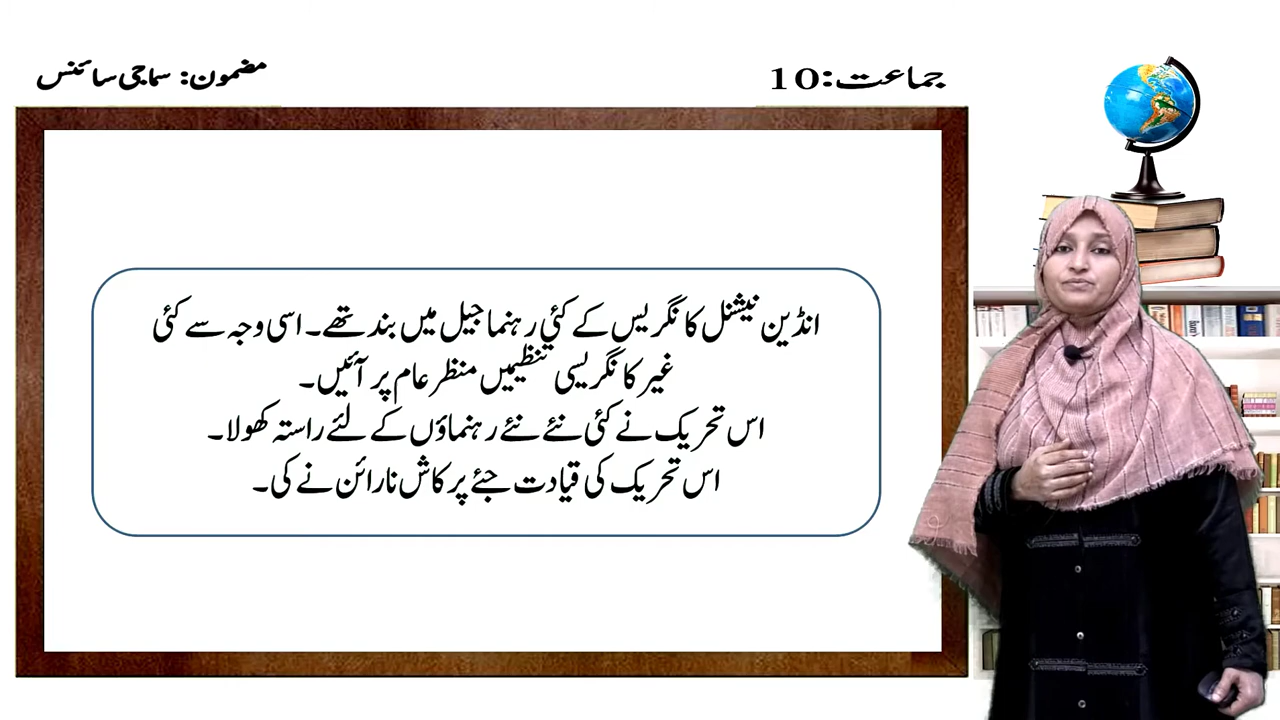 جماعت:10
مضمون: سماجی سائنس
انڈین نیشنل کانگریس کے کئی رہنما جیل میں بند تھے۔ اسی وجہ سے کئی
غیر کانگریسی تنظیمیں منظر عام پر آئیں۔
اس تحریک نے کئی نئے نئے رہنماؤں کے لئے راستہ کھولا۔
اس تحریک کی قیادت جئے پرکاش نارائن نے کی۔